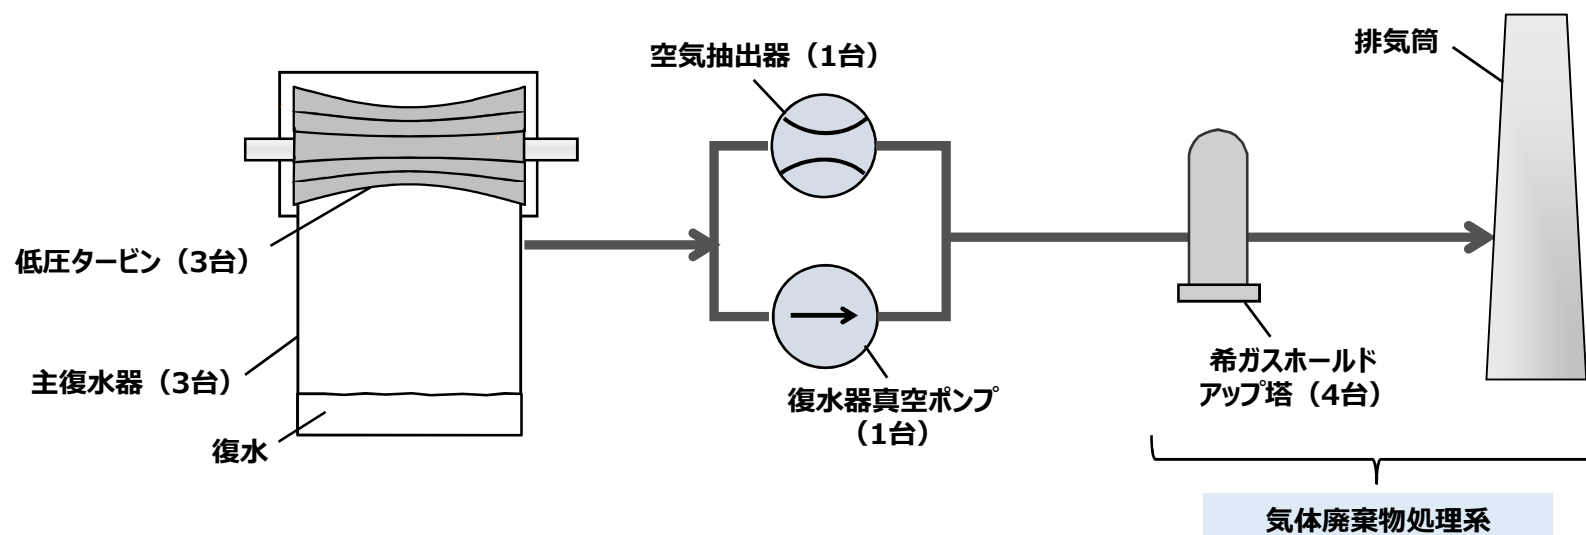 空気抽出器（1台）
排気筒
低圧タービン（3台）
主復水器（3台）
復水
復水器真空ポンプ
（1台）
希ガスホールド
アップ塔（4台）
気体廃棄物処理系